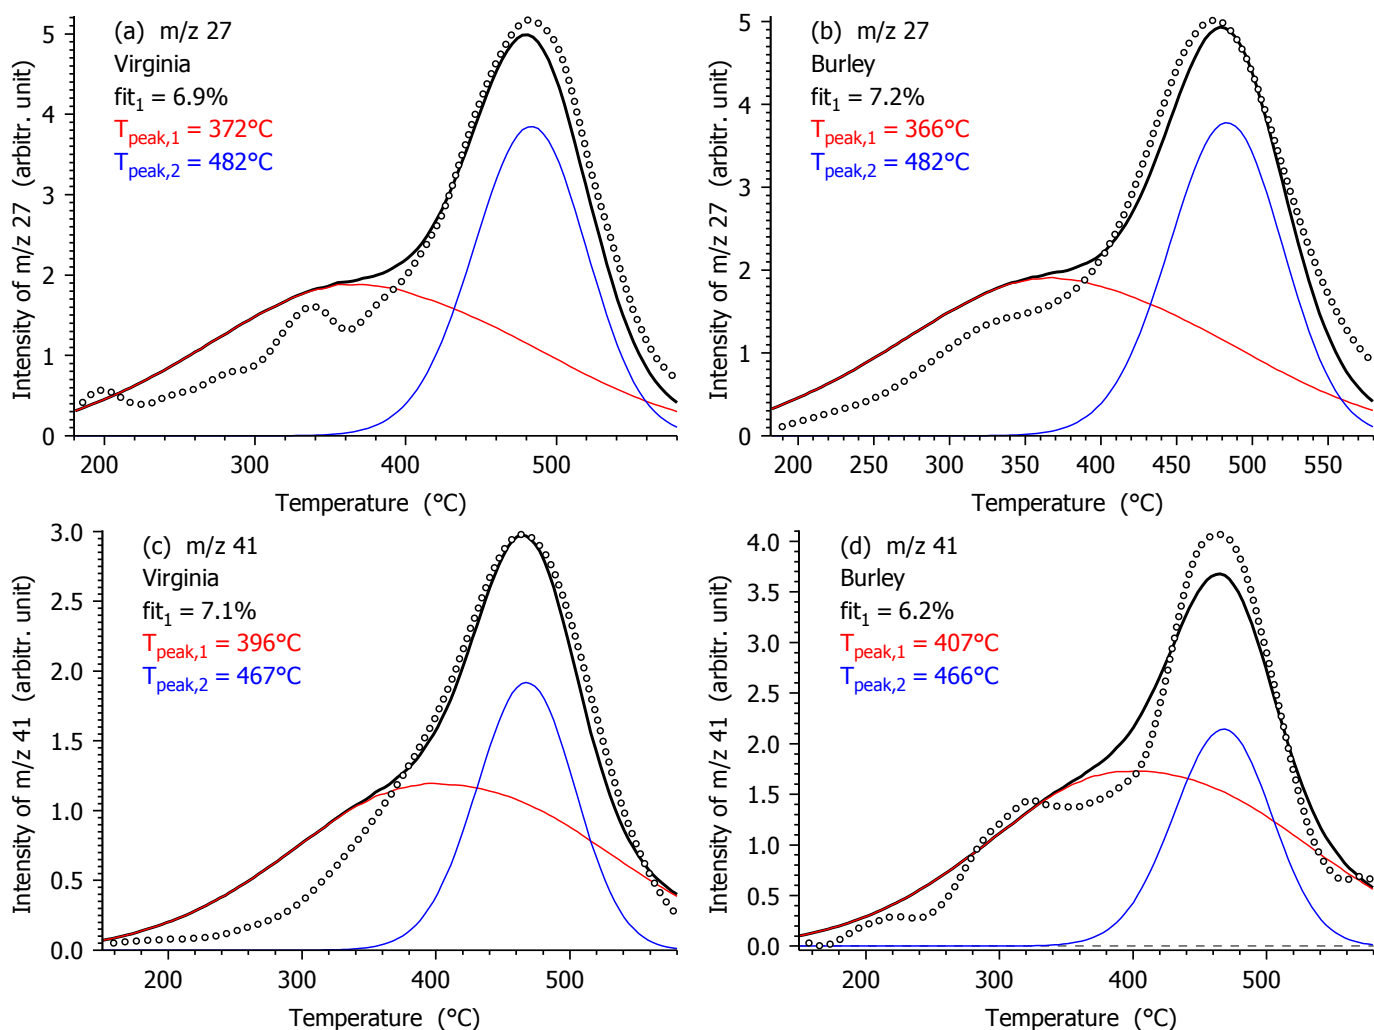 (a) m/z 27
Virginia
fit1 = 6.9%
Tpeak,1 = 372°C
Tpeak,2 = 482°C
Intensity of m/z 27 (arbitr. unit)
5
4
3
2
1
0
200 300 400 500
Temperature (°C)
(b) m/z 27
Burley
fit1 = 7.2%
Tpeak,1 = 366°C
Tpeak,2 = 482°C
Intensity of m/z 27 (arbitr. unit)
5
4
3
2
1
0
200 250 300 350 400 450 500 550
Temperature (°C)
(c) m/z 41
Virginia
fit1 = 7.1%
Tpeak,1 = 396°C
Tpeak,2 = 467°C
Intensity of m/z 41 (arbitr. unit)
3.0
2.5
2.0
1.5
1.0
0.5
0.0
200 300 400 500
Temperature (°C)
(d) m/z 41
Burley
fit1 = 6.2%
Tpeak,1 = 407°C
Tpeak,2 = 466°C
Intensity of m/z 41 (arbitr. unit)
4.0
3.5
3.0
2.5
2.0
1.5
1.0
0.5
0.0
200 300 400 500
Temperature (°C)